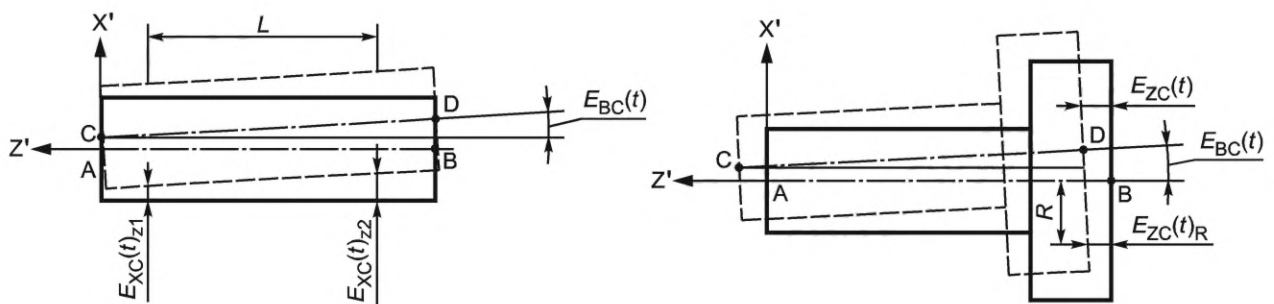 X'
L
D
E_BC(t)
C
Z'
A
B
E_XC(t)_z1
E_XC(t)_z2
X'
E_ZC(t)
D
E_BC(t)
C
Z'
A
B
R
E_ZC(t)_R